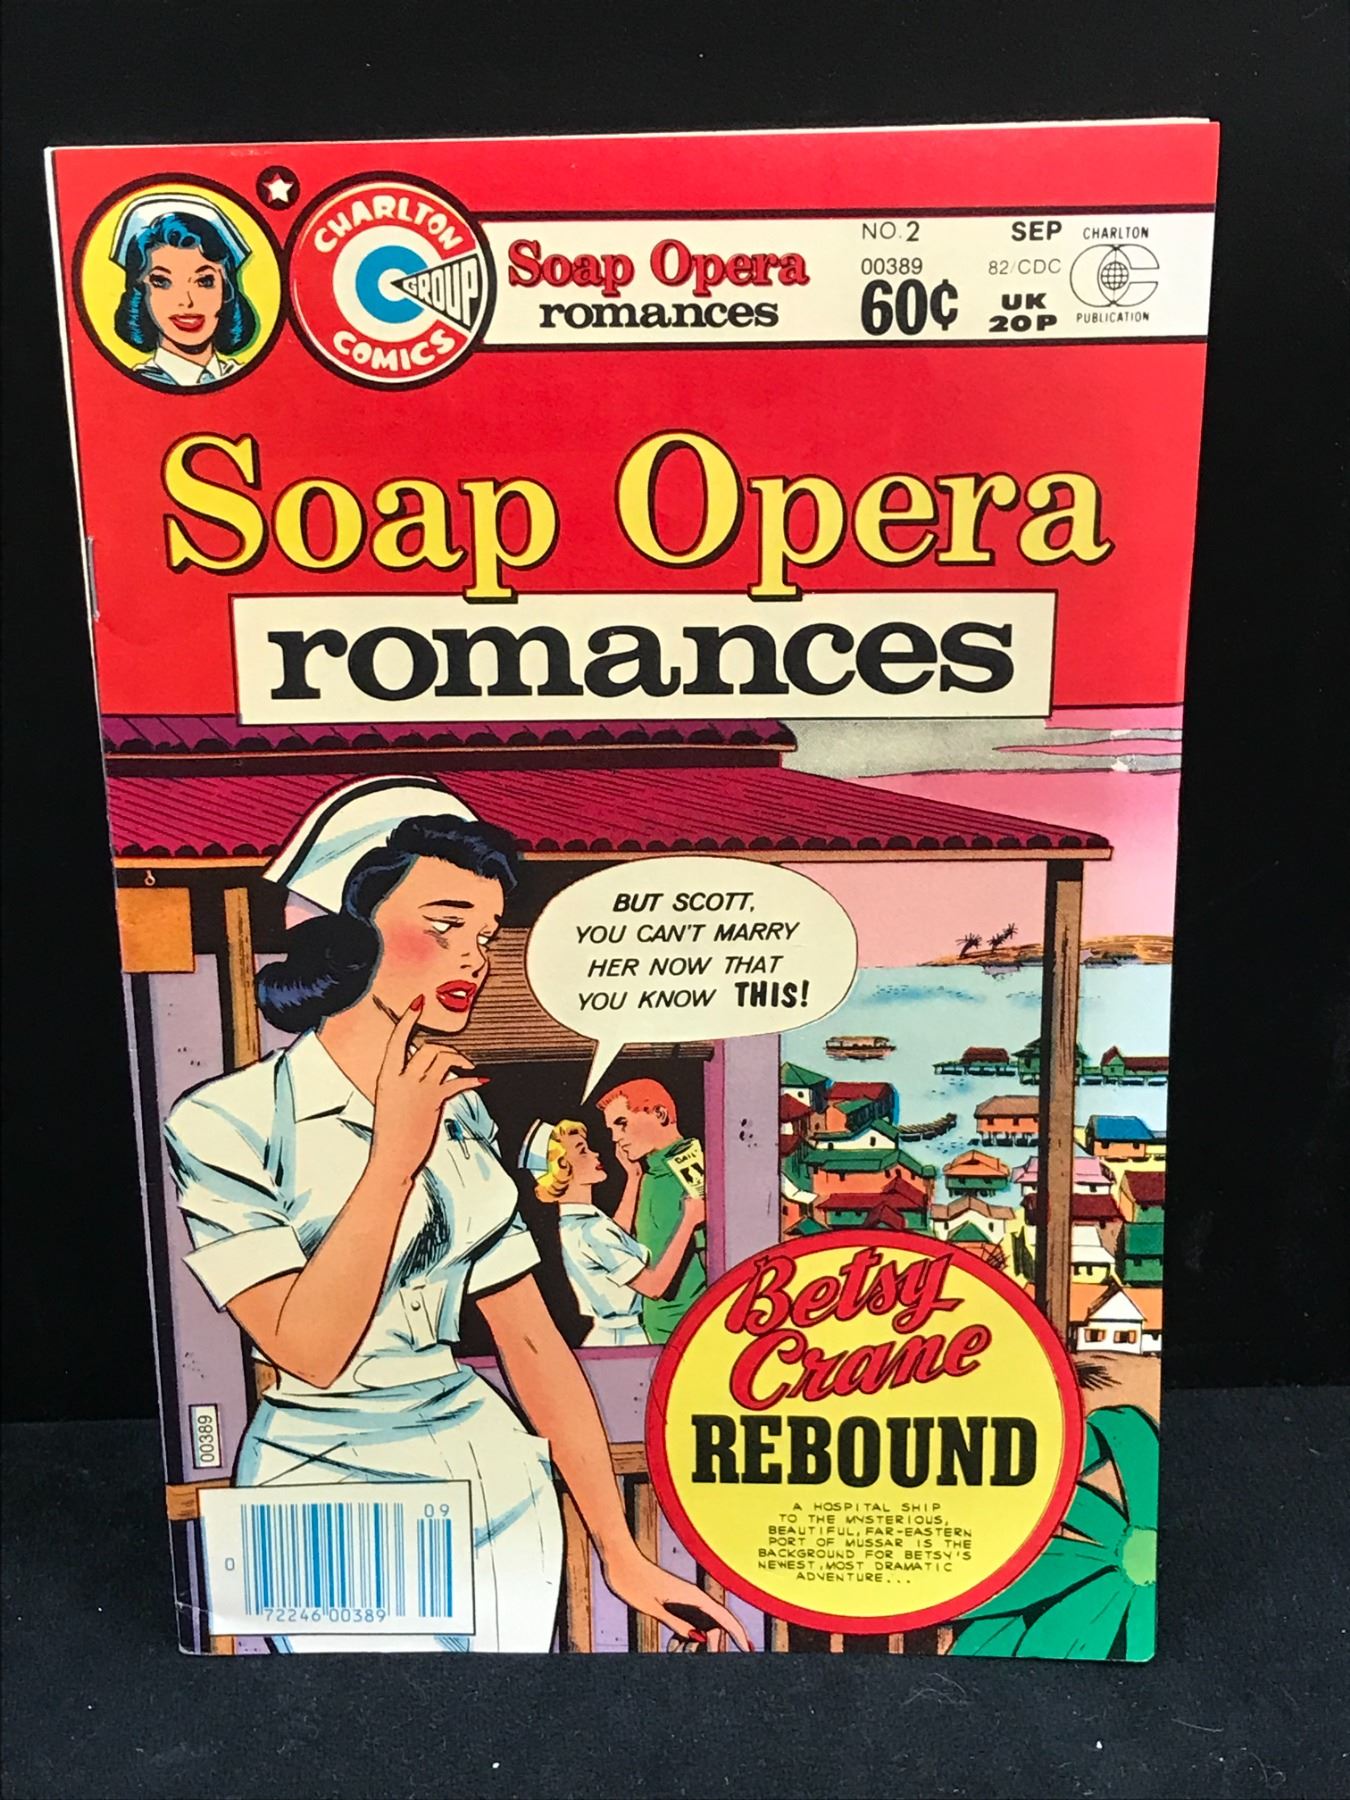 CHARLTON
COMICS
GROUP
Soap Opera
romances
NO.2
00389
60¢
SEP
82/CDC
UK
20P
CHARLTON
PUBLICATION
Soap Opera
romances
BUT SCOTT,
YOU CAN'T MARRY
HER NOW THAT
YOU KNOW THIS!
DAILY
Betsy
Crane
REBOUND
A HOSPITAL SHIP
TO THE MYSTERIOUS,
BEAUTIFUL, FAR-EASTERN
PORT OF MUSSAR IS THE
BACKGROUND FOR BETSY'S
NEWEST, MOST DRAMATIC
ADVENTURE...
00389
09
0
72246 00389